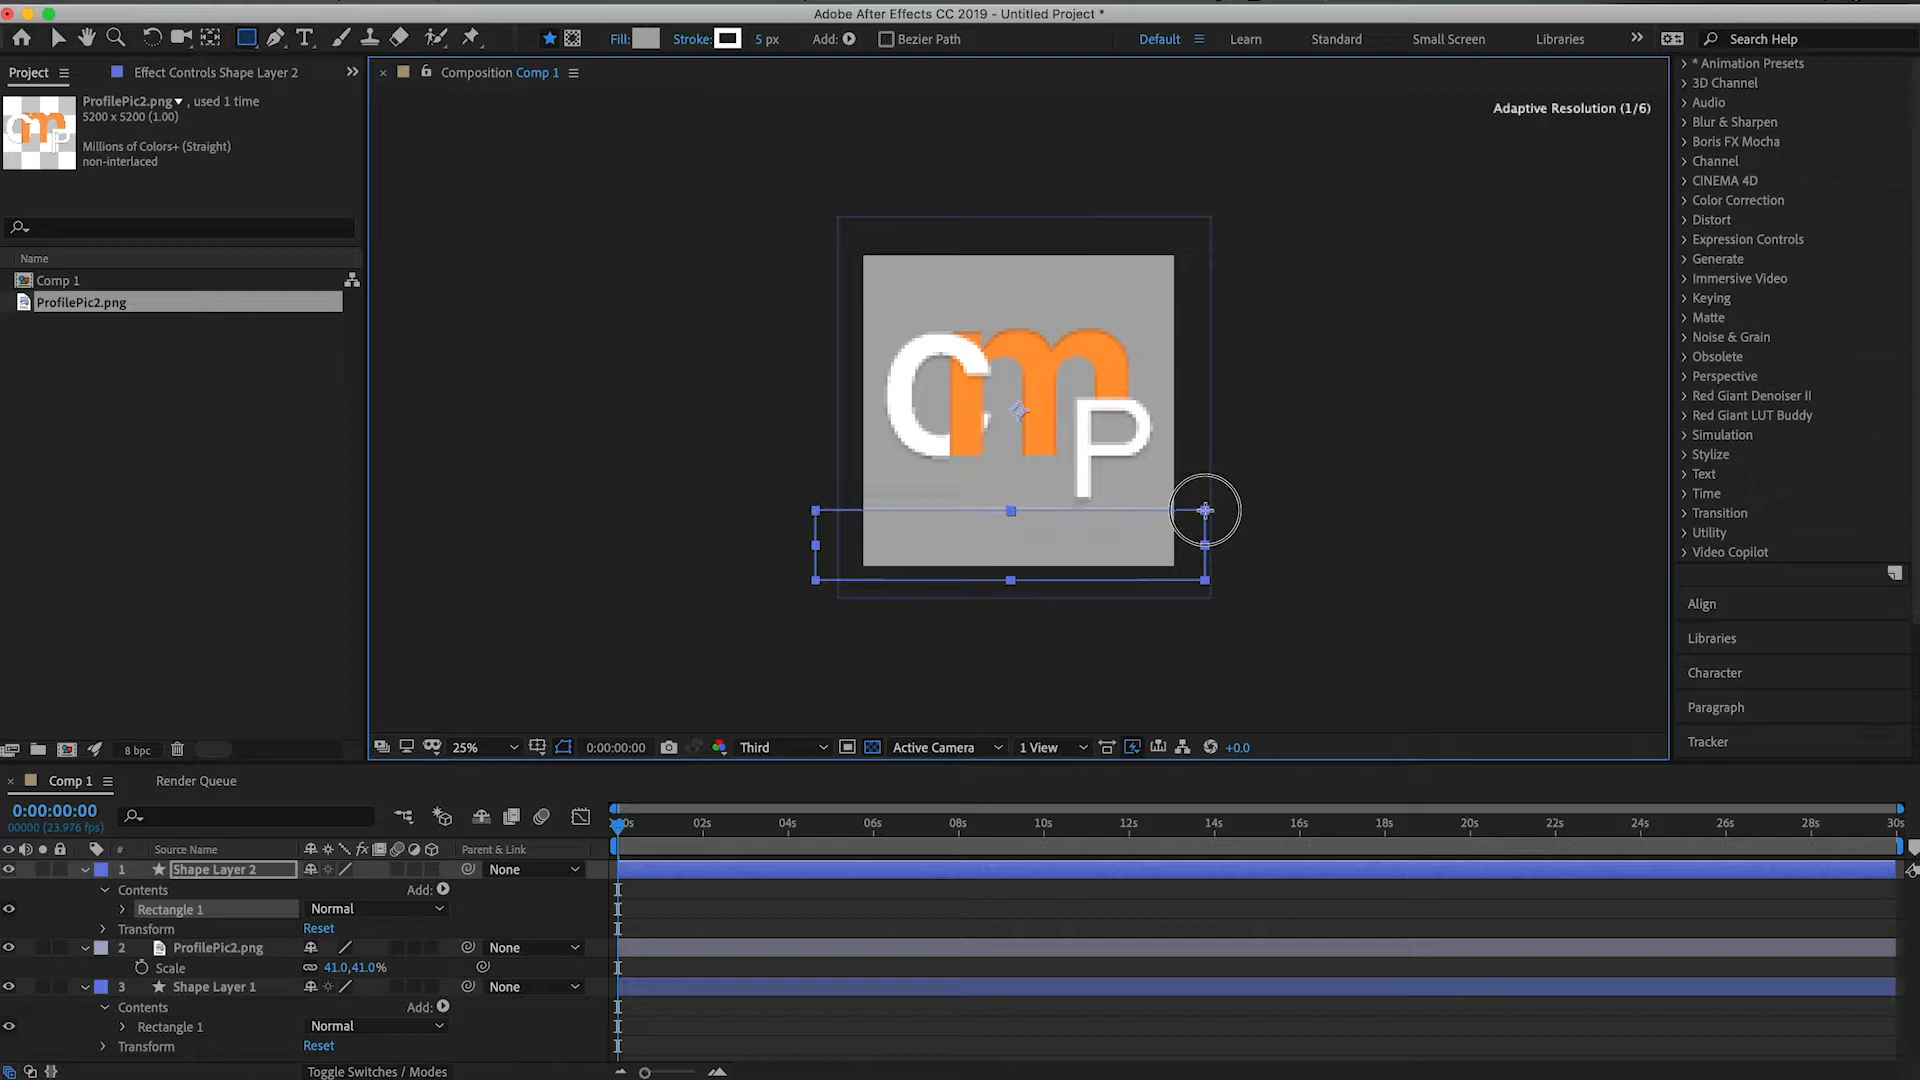 Adobe After Effects CC 2019 - Untitled Project *
Fill: Stroke: 5 px Add: Bezier Path Default Learn Standard Small Screen Libraries Search Help
Project Effect Controls Shape Layer 2
ProfilePic2.png , used 1 time
5200 x 5200 (1.00)
Millions of Colors+ (Straight)
non-interlaced
Name
Comp 1
ProfilePic2.png
8 bpc
Composition Comp 1
Adaptive Resolution (1/6)
cmp
25% 0:00:00:00 Third Active Camera 1 View +0.0
* Animation Presets
3D Channel
Audio
Blur & Sharpen
Boris FX Mocha
Channel
CINEMA 4D
Color Correction
Distort
Expression Controls
Generate
Immersive Video
Keying
Matte
Noise & Grain
Obsolete
Perspective
Red Giant Denoiser II
Red Giant LUT Buddy
Simulation
Stylize
Text
Time
Transition
Utility
Video Copilot
Align
Libraries
Character
Paragraph
Tracker
Comp 1 Render Queue
0:00:00:00
00000 (23.976 fps)
02s 04s 06s 08s 10s 12s 14s 16s 18s 20s 22s 24s 26s 28s 30s
# Source Name fx Parent & Link
1 Shape Layer 2 None
Contents Add:
Rectangle 1 Normal
Transform Reset
2 ProfilePic2.png None
Scale 41.0,41.0%
3 Shape Layer 1 None
Contents Add:
Rectangle 1 Normal
Transform Reset
Toggle Switches / Modes